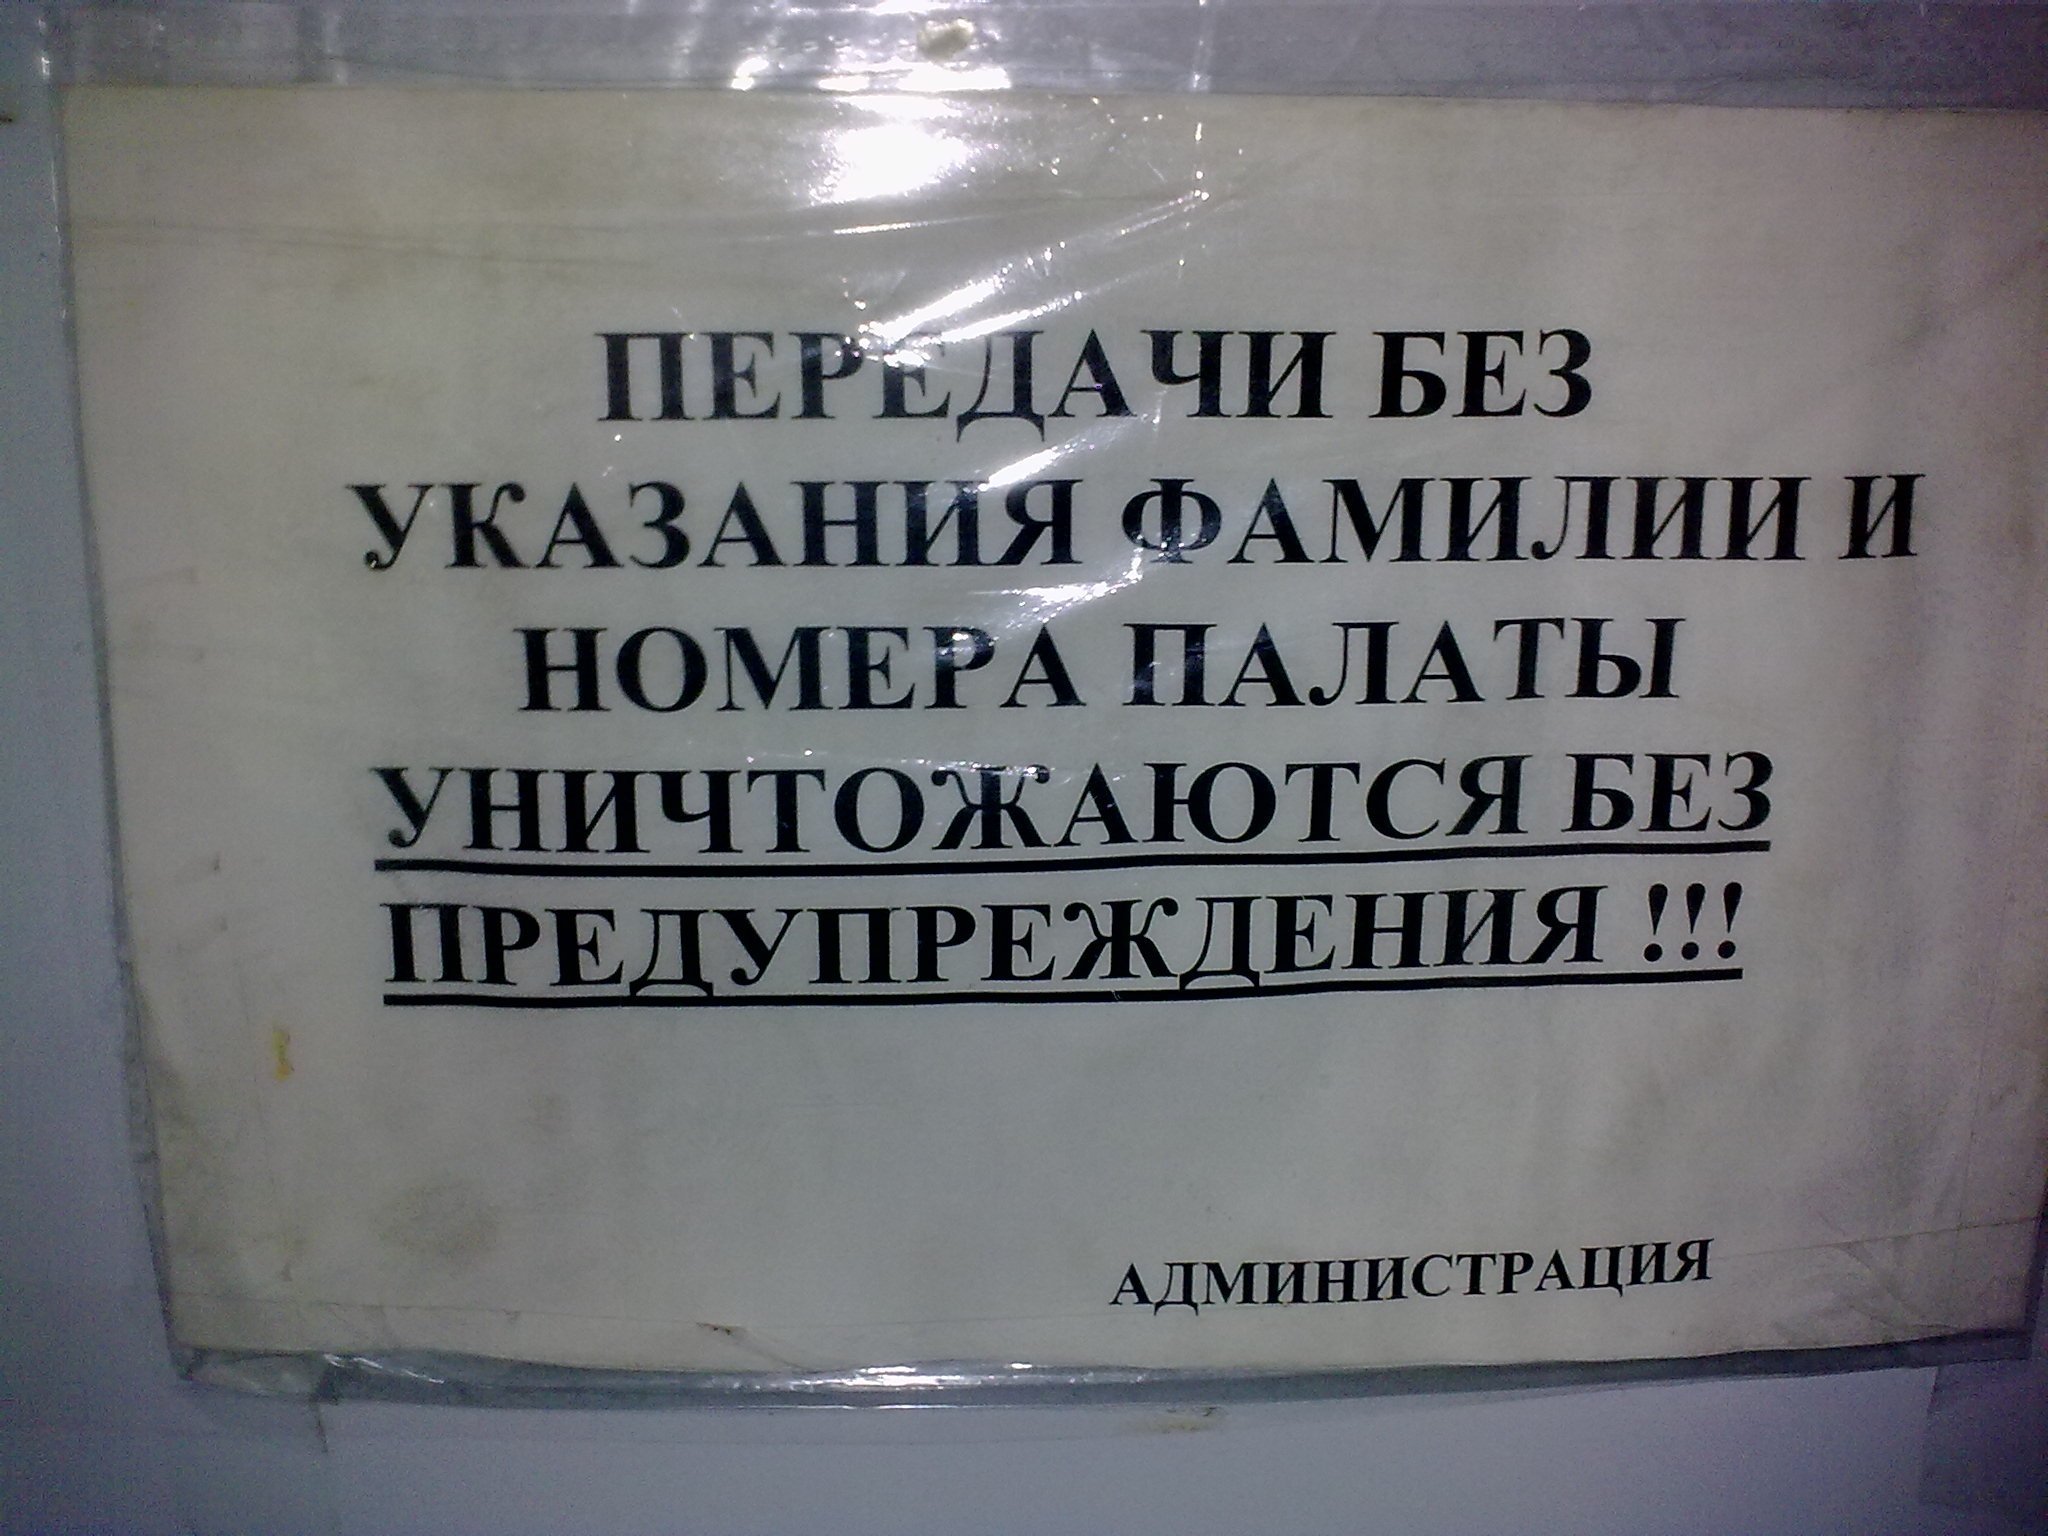 ПЕРЕДАЧИ БЕЗ
УКАЗАНИЯ ФАМИЛИИ И
НОМЕРА ПАЛАТЫ
УНИЧТОЖАЮТСЯ БЕЗ
ПРЕДУПРЕЖДЕНИЯ !!!
АДМИНИСТРАЦИЯ